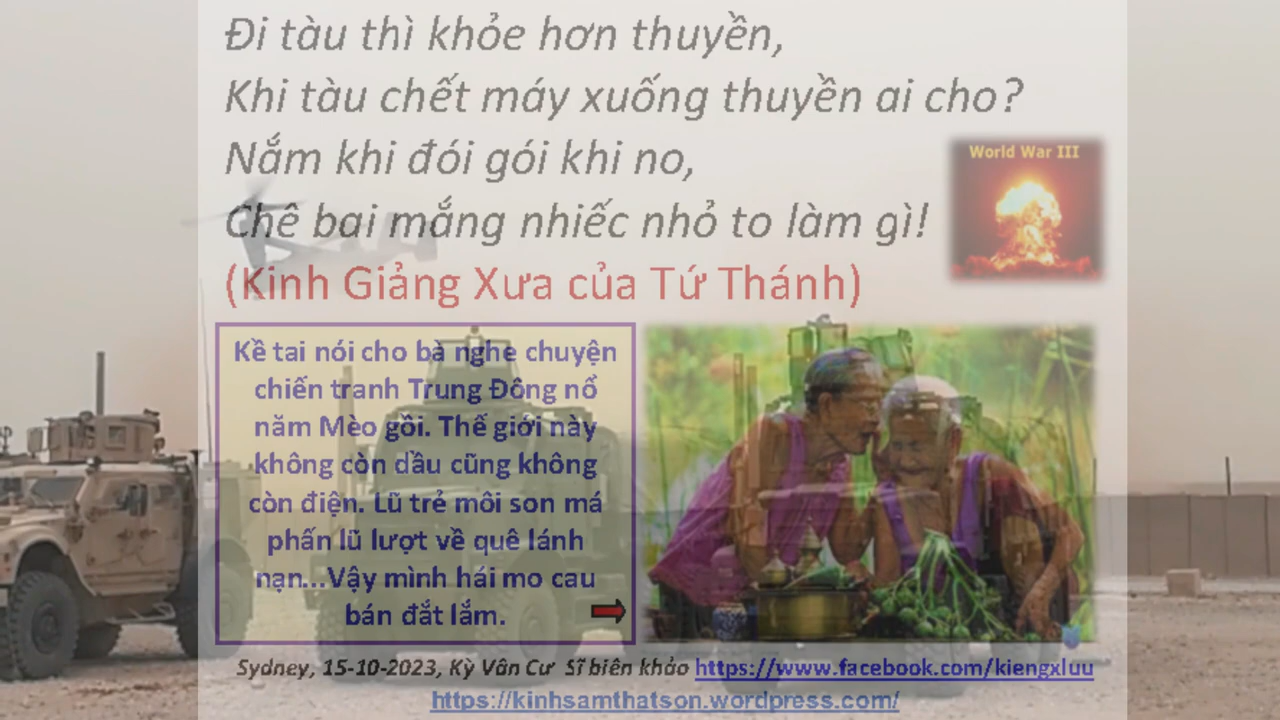 Đi tàu thì khỏe hơn thuyền,
Khi tàu chết máy xuống thuyền ai cho?
Nắm khi đói gói khi no,
Chê bai mắng nhiếc nhỏ to làm gì!
(Kinh Giảng Xưa của Tứ Thánh)
World War III
Kề tai nói cho bà nghe chuyện
chiến tranh Trung Đông nổ
năm Mèo gồi. Thế giới này
không còn dầu cũng không
còn điện. Lũ trẻ môi son má
phấn lũ lượt về quê lánh
nạn...Vậy mình hái mo cau
bán đắt lắm.
Sydney, 15-10-2023, Kỳ Vân Cư Sĩ biên khảo https://www.facebook.com/kiengxluu
https://kinhsamthatson.wordpress.com/